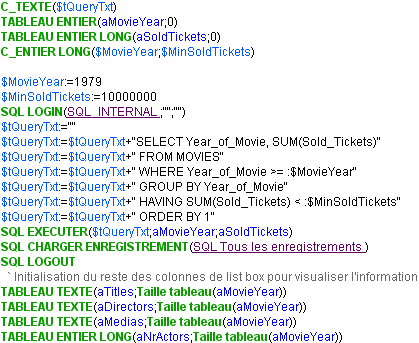 C_TEXTE($tQueryTxt)
TABLEAU ENTIER(aMovieYear;0)
TABLEAU ENTIER LONG(aSoldTickets;0)
C_ENTIER LONG($MovieYear;$MinSoldTickets)
$MovieYear:=1979
$MinSoldTickets:=10000000
SQL LOGIN(SQL_INTERNAL;"";"")
$tQueryTxt:=""
$tQueryTxt:=$tQueryTxt+"SELECT Year_of_Movie, SUM(Sold_Tickets)"
$tQueryTxt:=$tQueryTxt+" FROM MOVIES"
$tQueryTxt:=$tQueryTxt+" WHERE Year_of_Movie >= :$MovieYear"
$tQueryTxt:=$tQueryTxt+" GROUP BY Year_of_Movie"
$tQueryTxt:=$tQueryTxt+" HAVING SUM(Sold_Tickets) < :$MinSoldTickets"
$tQueryTxt:=$tQueryTxt+" ORDER BY 1"
SQL EXECUTER($tQueryTxt;aMovieYear;aSoldTickets)
SQL CHARGER ENREGISTREMENT(SQL Tous les enregistrements)
SQL LOGOUT
` Initialisation du reste des colonnes de list box pour visualiser l'information
TABLEAU TEXTE(aTitles;Taille tableau(aMovieYear))
TABLEAU TEXTE(aDirectors;Taille tableau(aMovieYear))
TABLEAU TEXTE(aMedias;Taille tableau(aMovieYear))
TABLEAU ENTIER LONG(aNrActors;Taille tableau(aMovieYear))